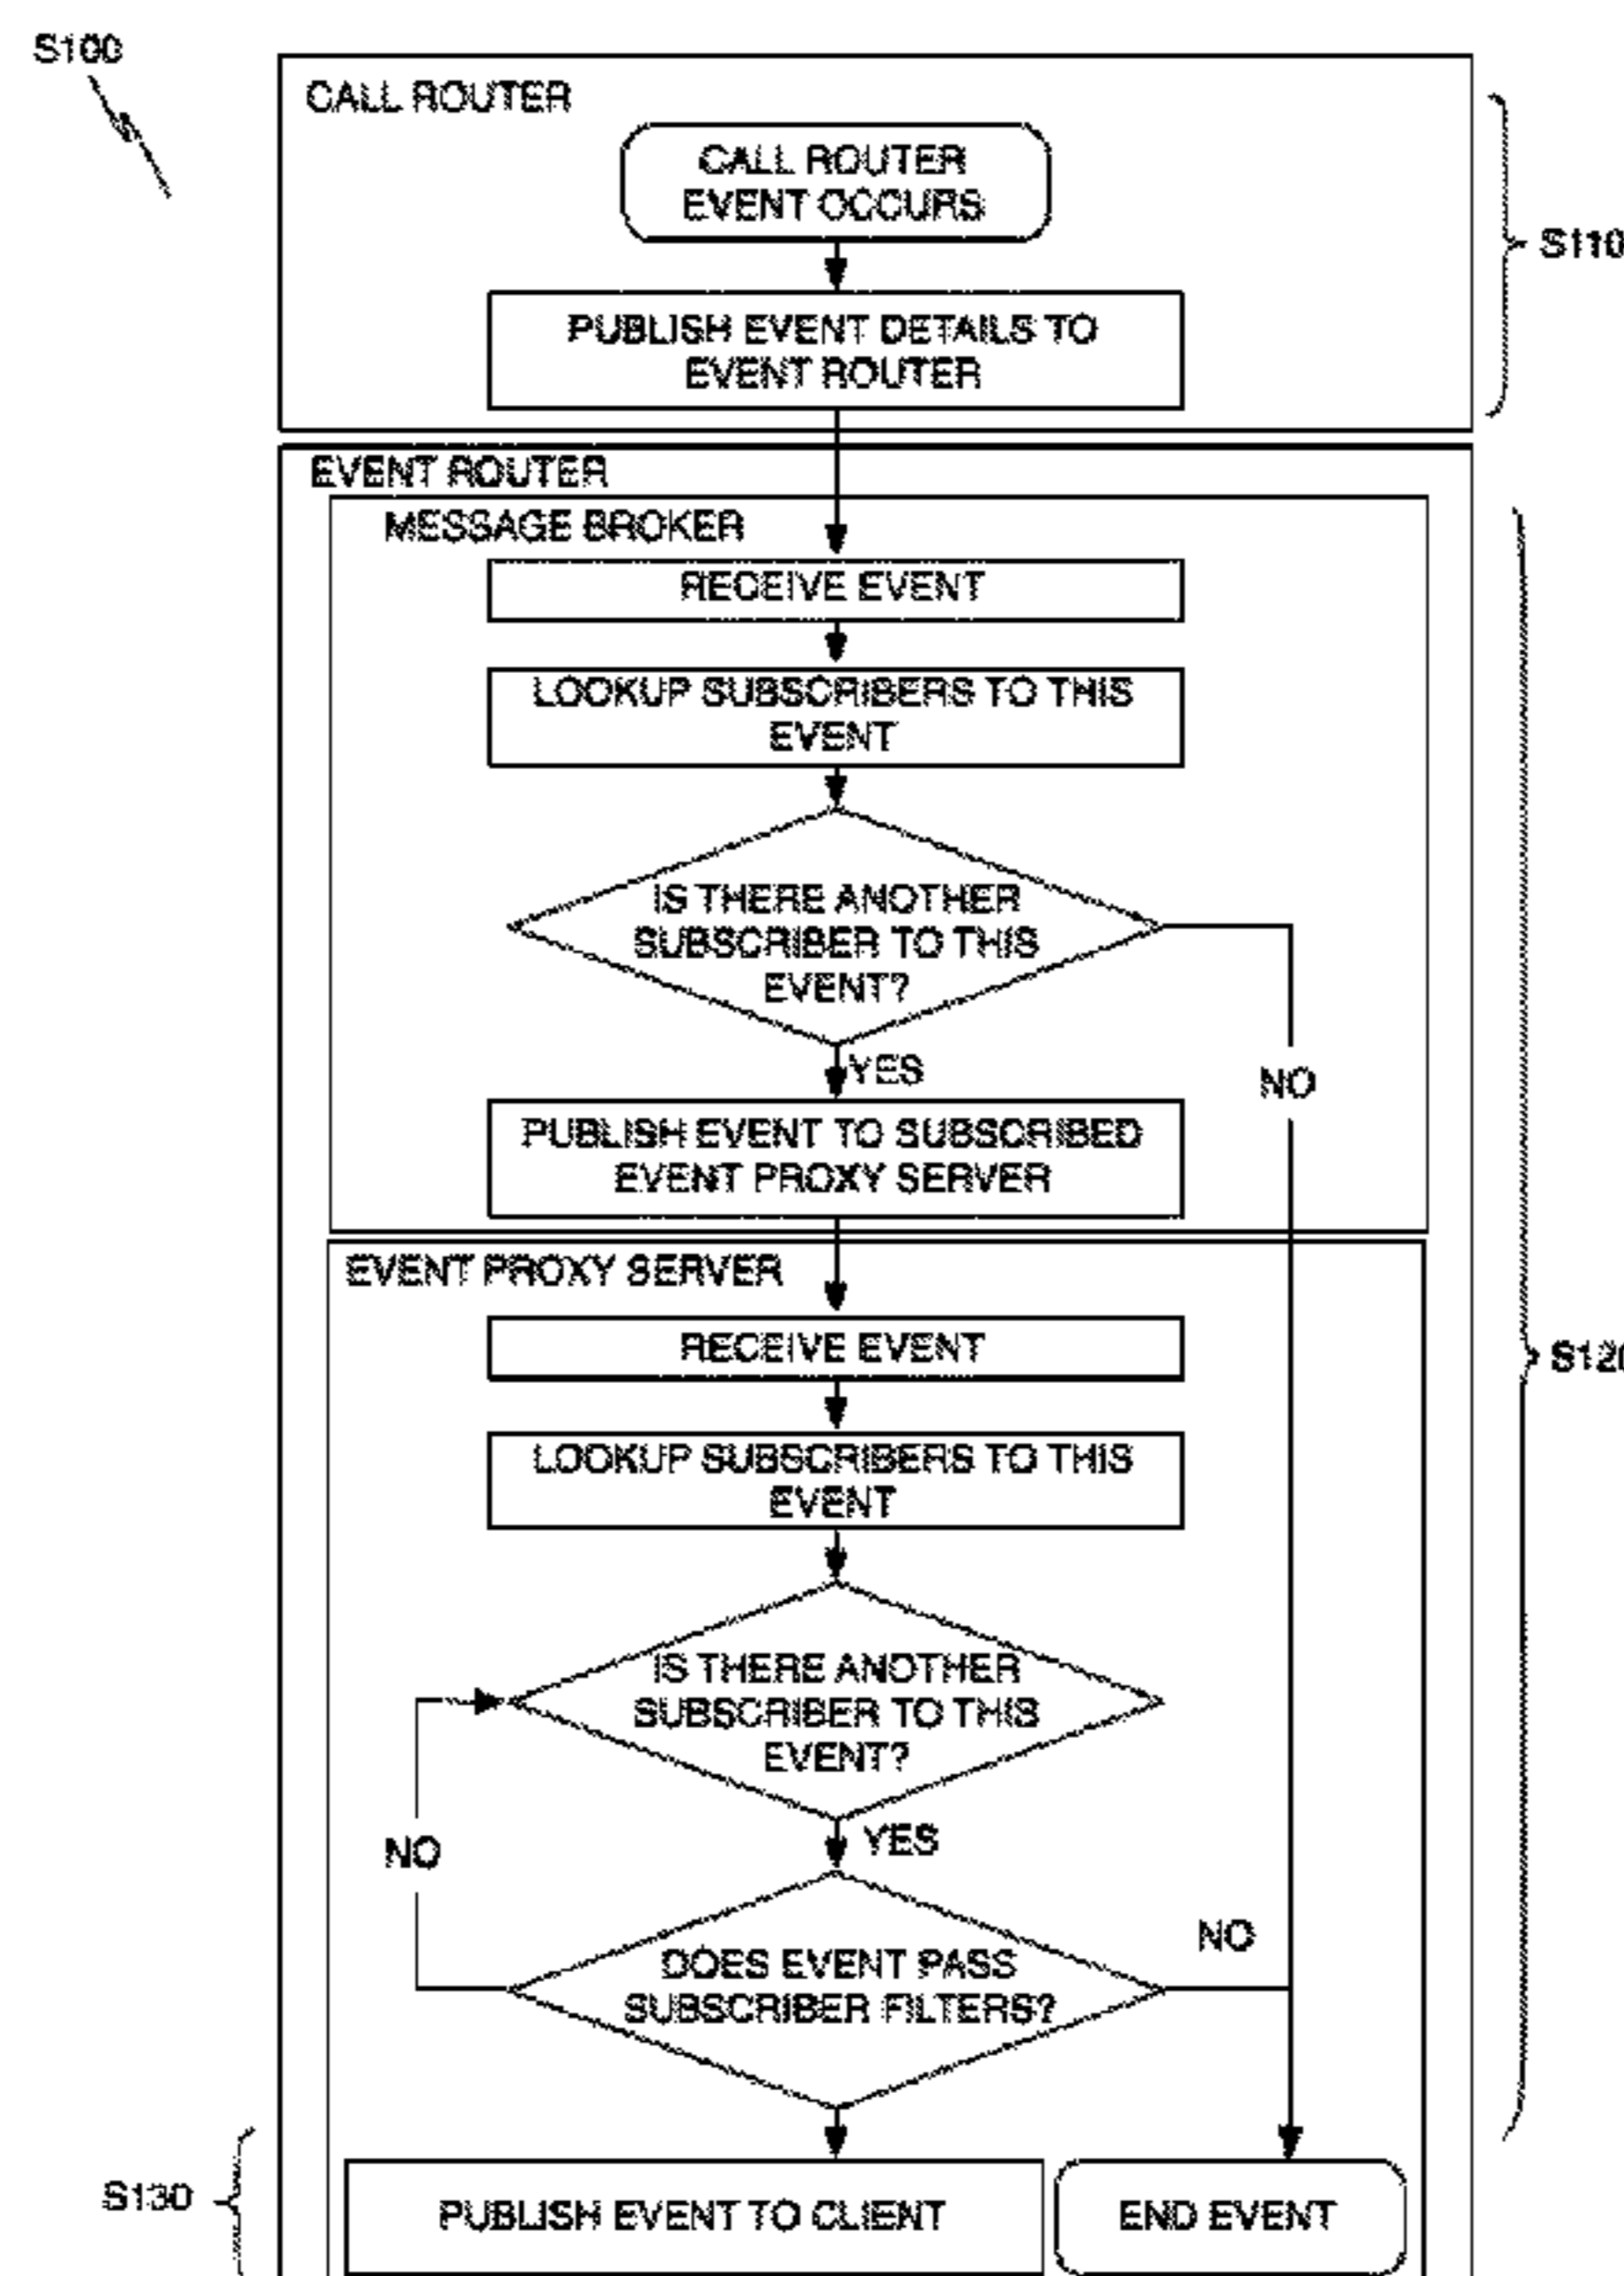 S100
CALL ROUTER
CALL ROUTER
EVENT OCCURS
S110
PUBLISH EVENT DETAILS TO
EVENT ROUTER
EVENT ROUTER
MESSAGE BROKER
RECEIVE EVENT
LOOKUP SUBSCRIBERS TO THIS
EVENT
IS THERE ANOTHER
SUBSCRIBER TO THIS
EVENT?
YES
NO
PUBLISH EVENT TO SUBSCRIBED
EVENT PROXY SERVER
EVENT PROXY SERVER
RECEIVE EVENT
S120
LOOKUP SUBSCRIBERS TO THIS
EVENT
IS THERE ANOTHER
SUBSCRIBER TO THIS
EVENT?
YES
NO
NO
DOES EVENT PASS
SUBSCRIBER FILTERS?
S130
PUBLISH EVENT TO CLIENT
END EVENT